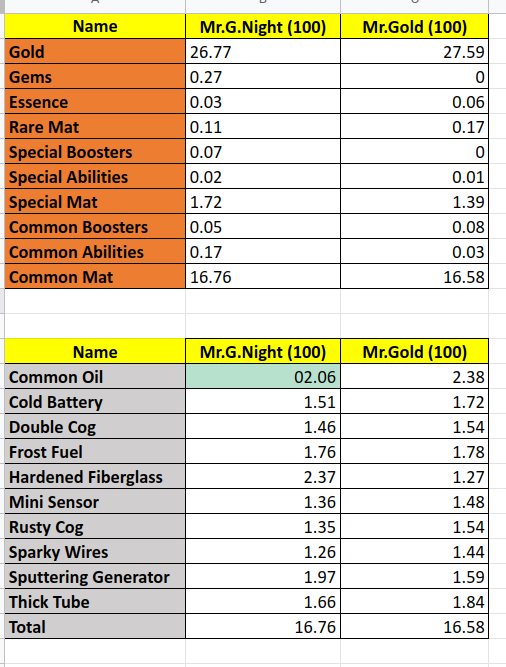 Name Mr.G.Night (100) Mr.Gold (100)
Gold 26.77 27.59
Gems 0.27 0
Essence 0.03 0.06
Rare Mat 0.11 0.17
Special Boosters 0.07 0
Special Abilities 0.02 0.01
Special Mat 1.72 1.39
Common Boosters 0.05 0.08
Common Abilities 0.17 0.03
Common Mat 16.76 16.58
Name Mr.G.Night (100) Mr.Gold (100)
Common Oil 02.06 2.38
Cold Battery 1.51 1.72
Double Cog 1.46 1.54
Frost Fuel 1.76 1.78
Hardened Fiberglass 2.37 1.27
Mini Sensor 1.36 1.48
Rusty Cog 1.35 1.54
Sparky Wires 1.26 1.44
Sputtering Generator 1.97 1.59
Thick Tube 1.66 1.84
Total 16.76 16.58